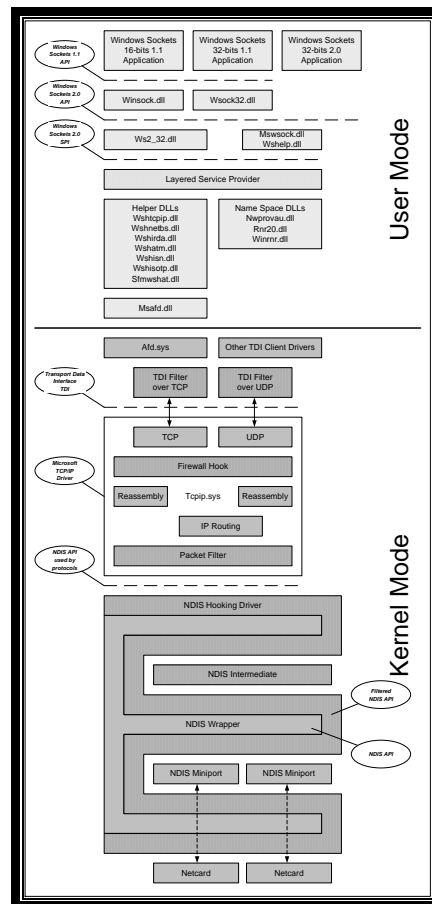 Windows Sockets
16-bits 1.1
Application
Windows Sockets
32-bits 1.1
Application
Windows Sockets
32-bits 2.0
Application
Windows
Sockets 1.1
API
Winsock.dll
Wsock32.dll
Windows
Sockets 2.0
API
Ws2_32.dll
Mswsock.dll
Wshelp.dll
Windows
Sockets 2.0
SPI
Layered Service Provider
Helper DLLs
Wshtcpip.dll
Wshnetbs.dll
Wshirda.dll
Wshatm.dll
Wshisn.dll
Wshisotp.dll
Sfmwshat.dll
Name Space DLLs
Nwprovau.dll
Rnr20.dll
Winrnr.dll
Msafd.dll
User Mode
Afd.sys
Other TDI Client Drivers
Transport Data
Interface
TDI
TDI Filter
over TCP
TDI Filter
over UDP
TCP
UDP
Firewall Hook
Microsoft
TCP/IP
Driver
Reassembly
Tcpip.sys
Reassembly
IP Routing
Packet Filter
NDIS API
used by
protocols
Kernel Mode
NDIS Hooking Driver
NDIS Intermediate
Filtered
NDIS API
NDIS Wrapper
NDIS API
NDIS Miniport
NDIS Miniport
Netcard
Netcard